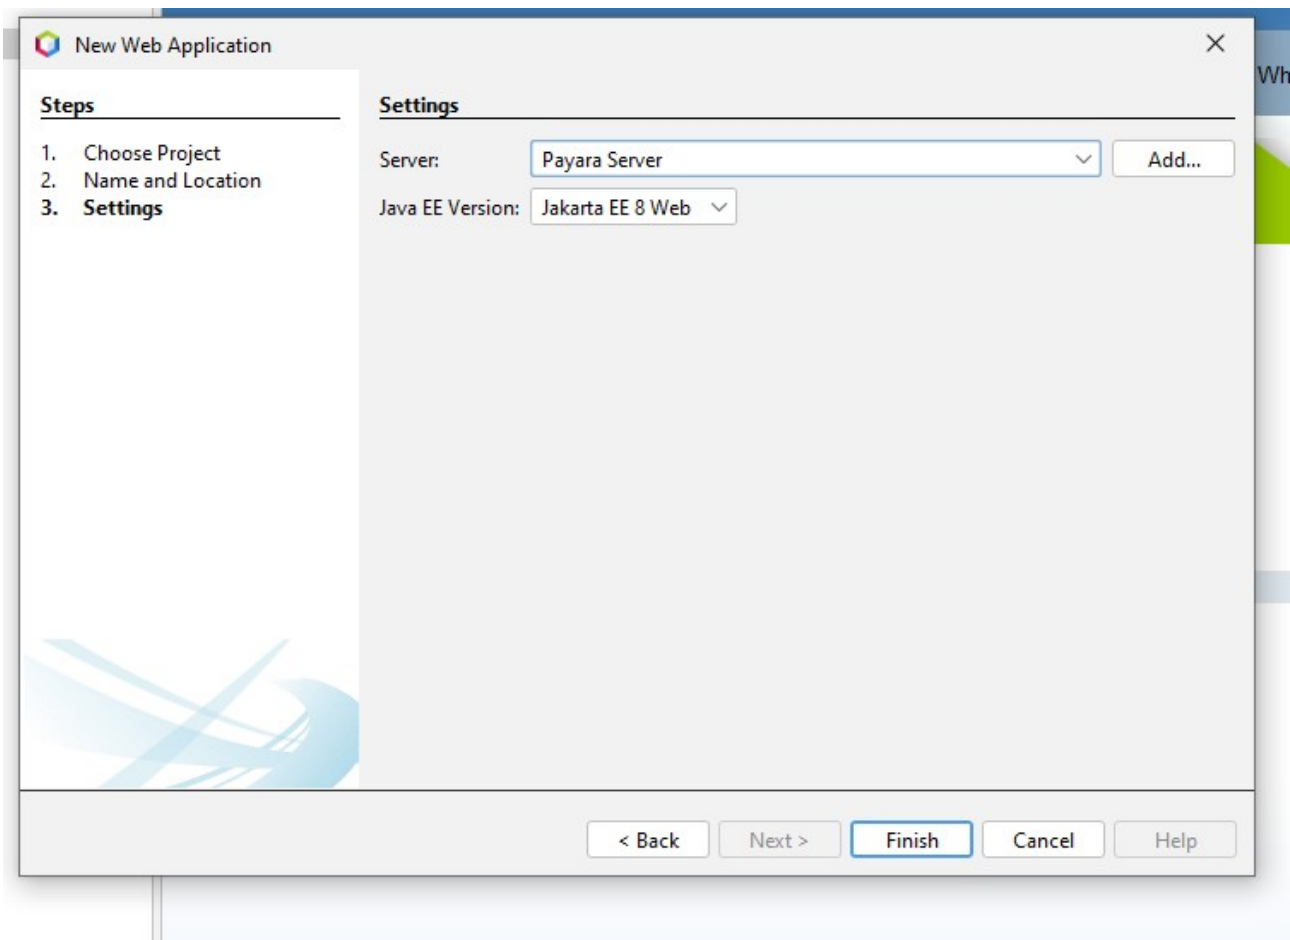 New Web Application
Wh
Steps
1. Choose Project
2. Name and Location
3. Settings
Settings
Server: Payara Server Add...
Java EE Version: Jakarta EE 8 Web
< Back Next > Finish Cancel Help